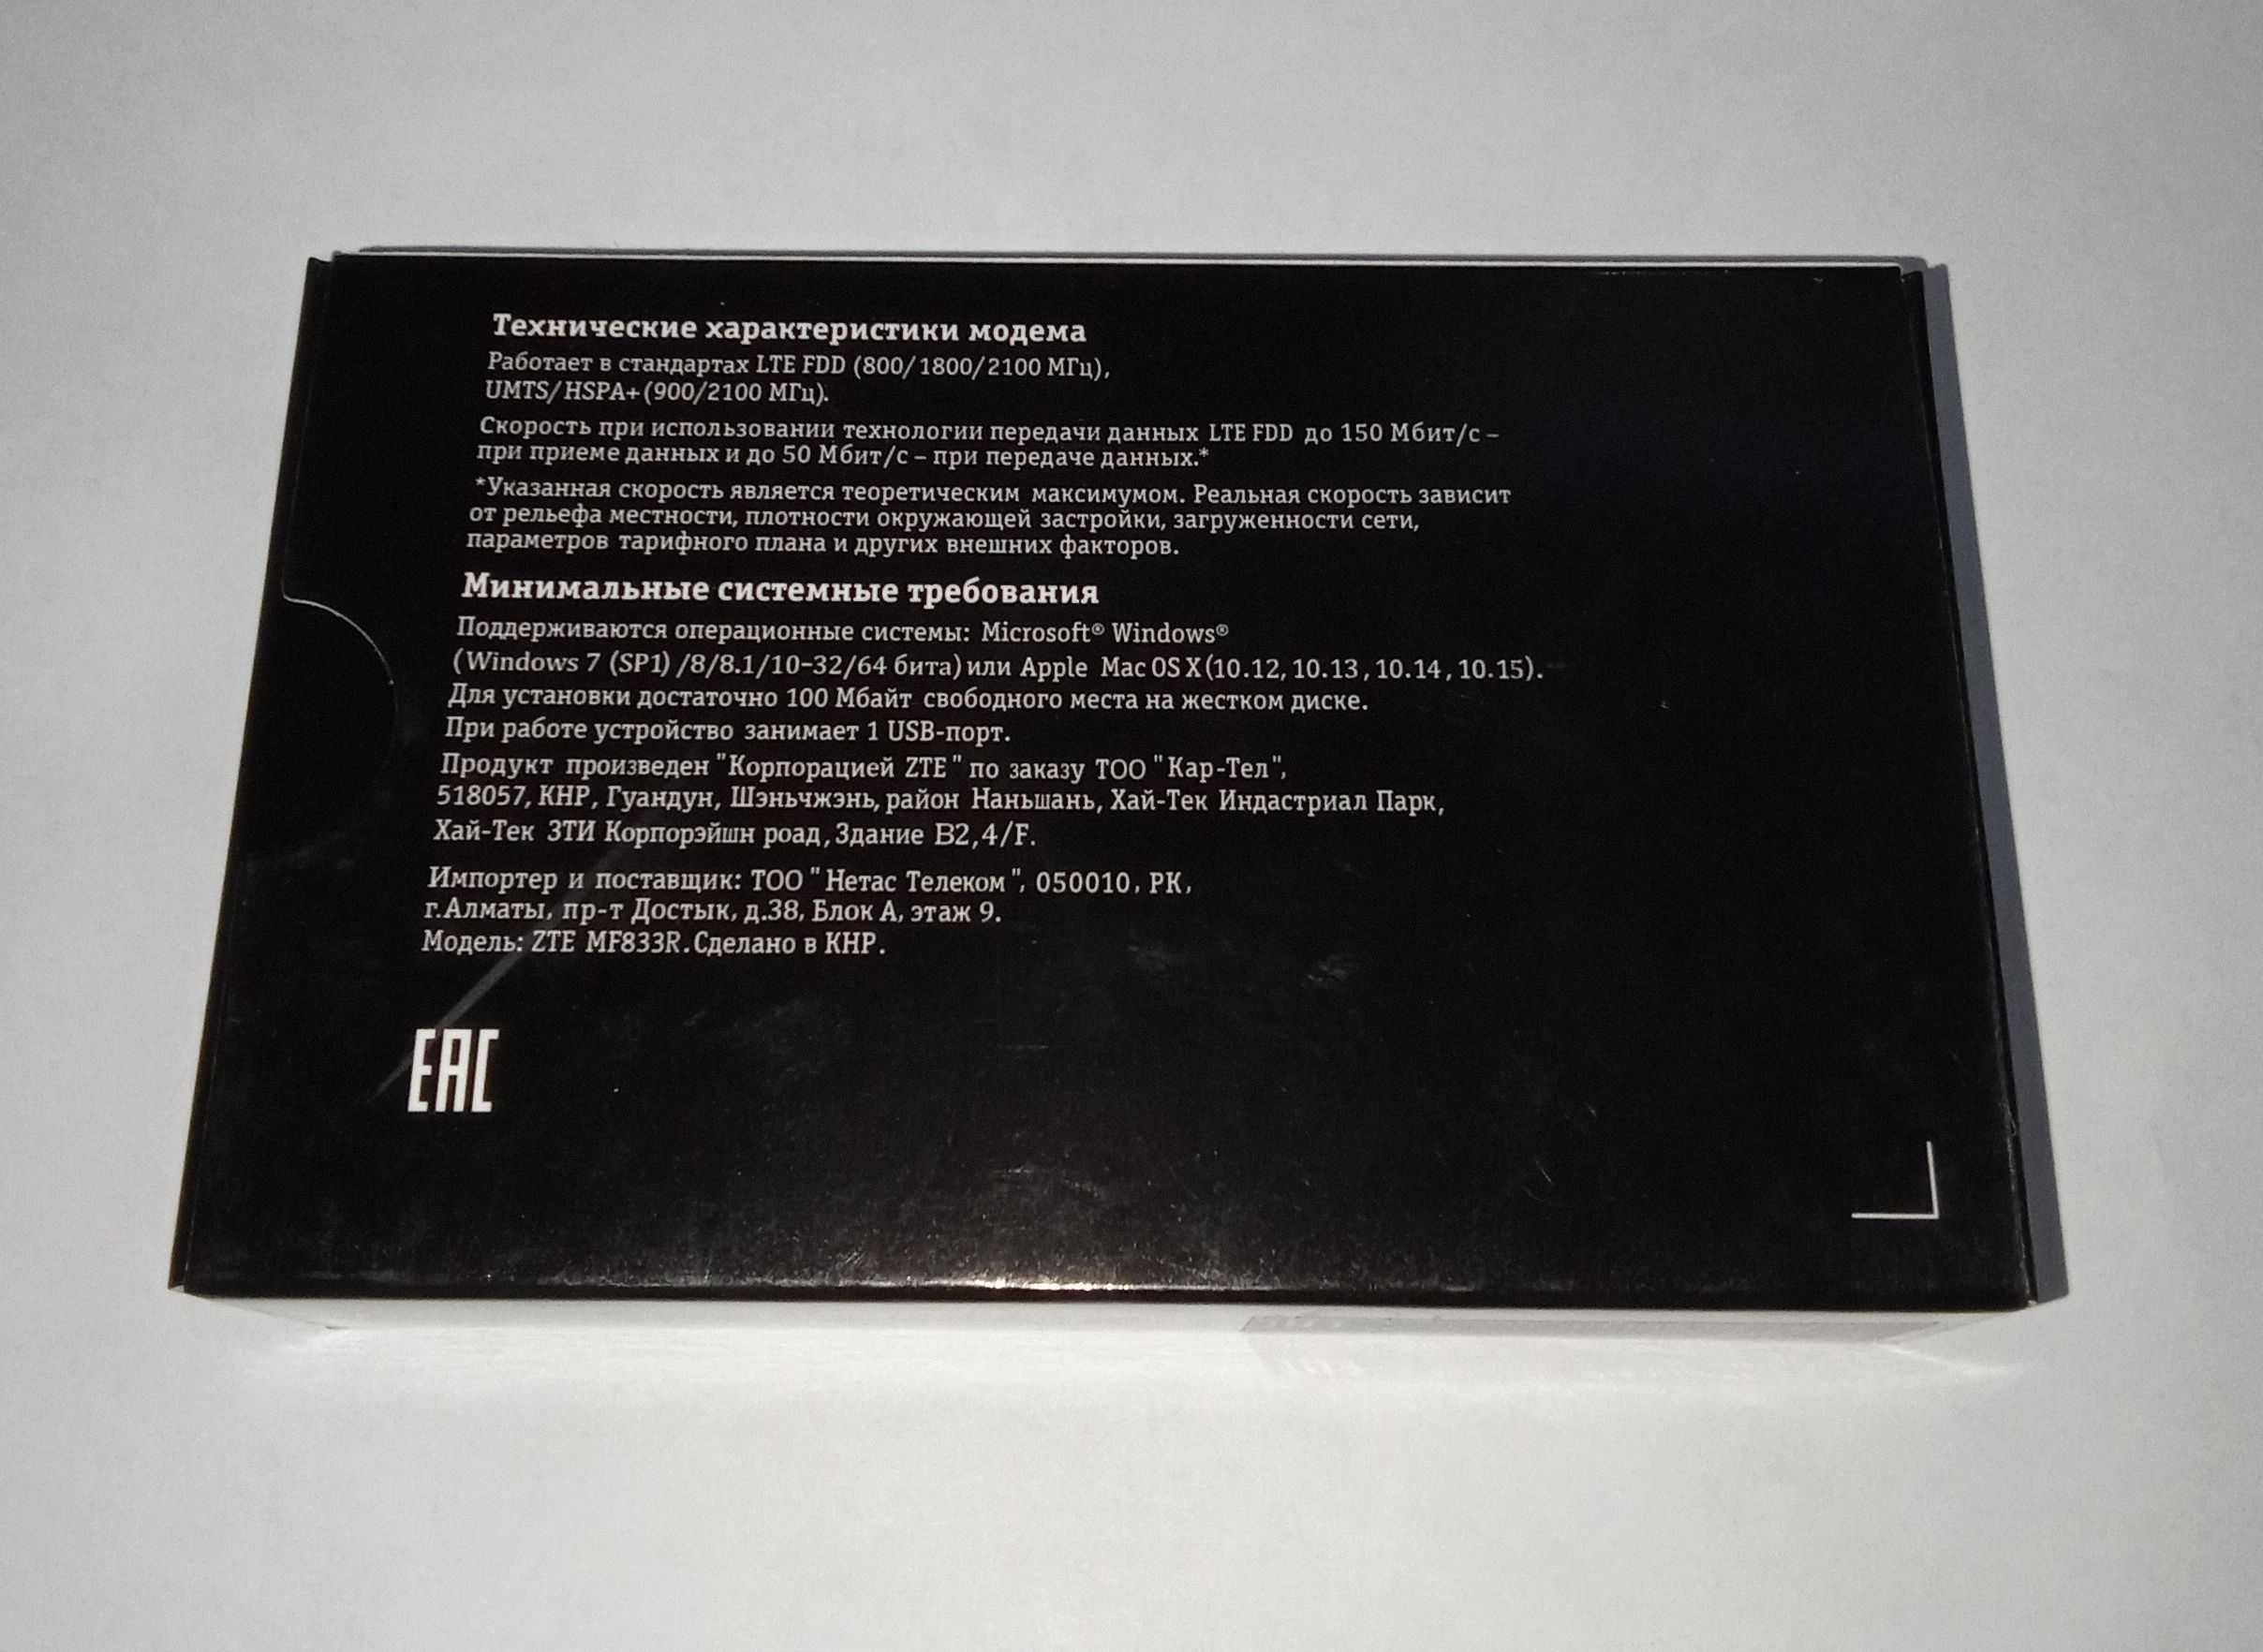 Технические характеристики модема
Работает в стандартах LTE FDD (800/1800/2100 МГц),
UMTS/HSPA+(900/2100 МГц).
Скорость при использовании технологии передачи данных LTE FDD до 150 Мбит/с –
при приеме данных и до 50 Мбит/с – при передаче данных.*
*Указанная скорость является теоретическим максимумом. Реальная скорость зависит
от рельефа местности, плотности окружающей застройки, загруженности сети,
параметров тарифного плана и других внешних факторов.
Минимальные системные требования
Поддерживаются операционные системы: Microsoft® Windows®
(Windows 7 (SP1) /8/8.1/10-32/64 бита) или Apple Mac OS X (10.12, 10.13, 10.14, 10.15).
Для установки достаточно 100 Мбайт свободного места на жестком диске.
При работе устройство занимает 1 USB-порт.
Продукт произведен "Корпорацией ZTE" по заказу ТОО "Кар-Тел",
518057, КНР, Гуандун, Шэньчжэнь, район Наньшань, Хай-Тек Индастриал Парк,
Хай-Тек ЗТИ Корпорэйшн роад, Здание B2,4/F.
Импортер и поставщик: ТОО "Нетас Телеком", 050010, РК,
г.Алматы, пр-т Достык, д.38, Блок А, этаж 9.
Модель: ZTE MF833R. Сделано в КНР.
EAC